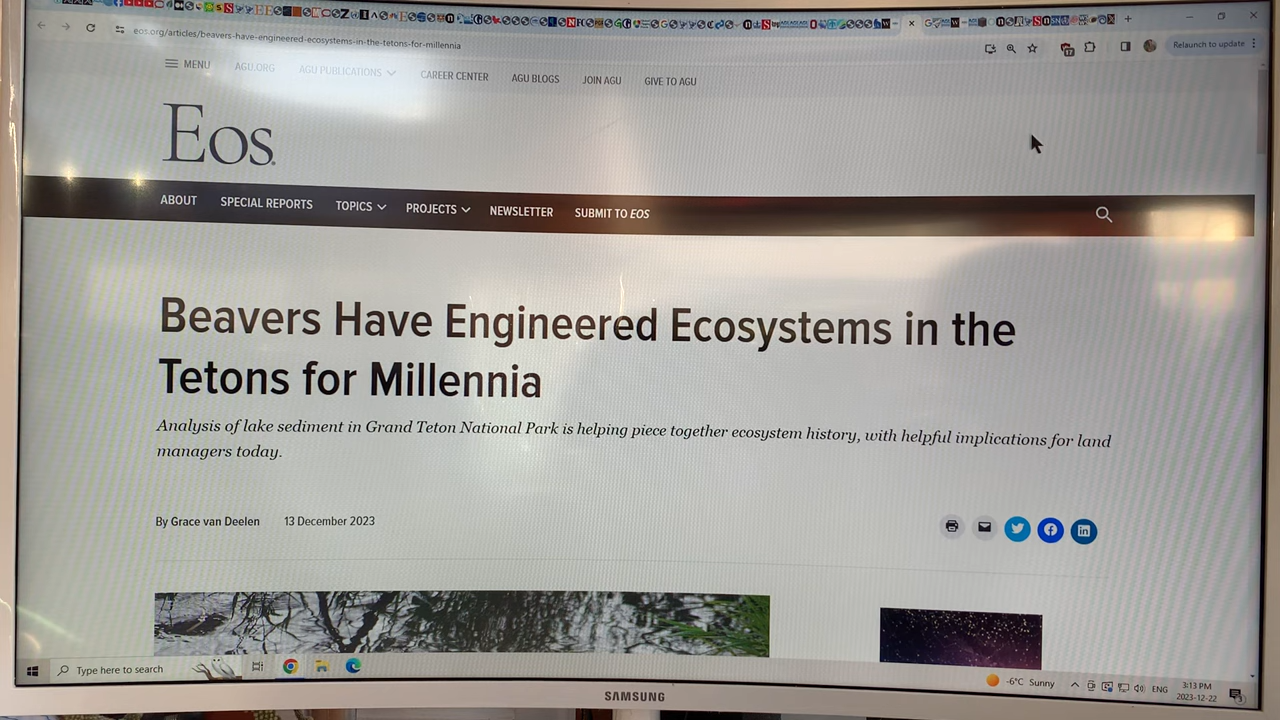 eos.org/articles/beavers-have-engineered-ecosystems-in-the-tetons-for-millennia
Relaunch to update
MENU AGU.ORG AGU PUBLICATIONS CAREER CENTER AGU BLOGS JOIN AGU GIVE TO AGU
Eos.
ABOUT SPECIAL REPORTS TOPICS PROJECTS NEWSLETTER SUBMIT TO EOS
Beavers Have Engineered Ecosystems in the
Tetons for Millennia
Analysis of lake sediment in Grand Teton National Park is helping piece together ecosystem history, with helpful implications for land
managers today.
By Grace van Deelen 13 December 2023
Type here to search
-6°C Sunny
ENG
3:13 PM
2023-12-22
SAMSUNG